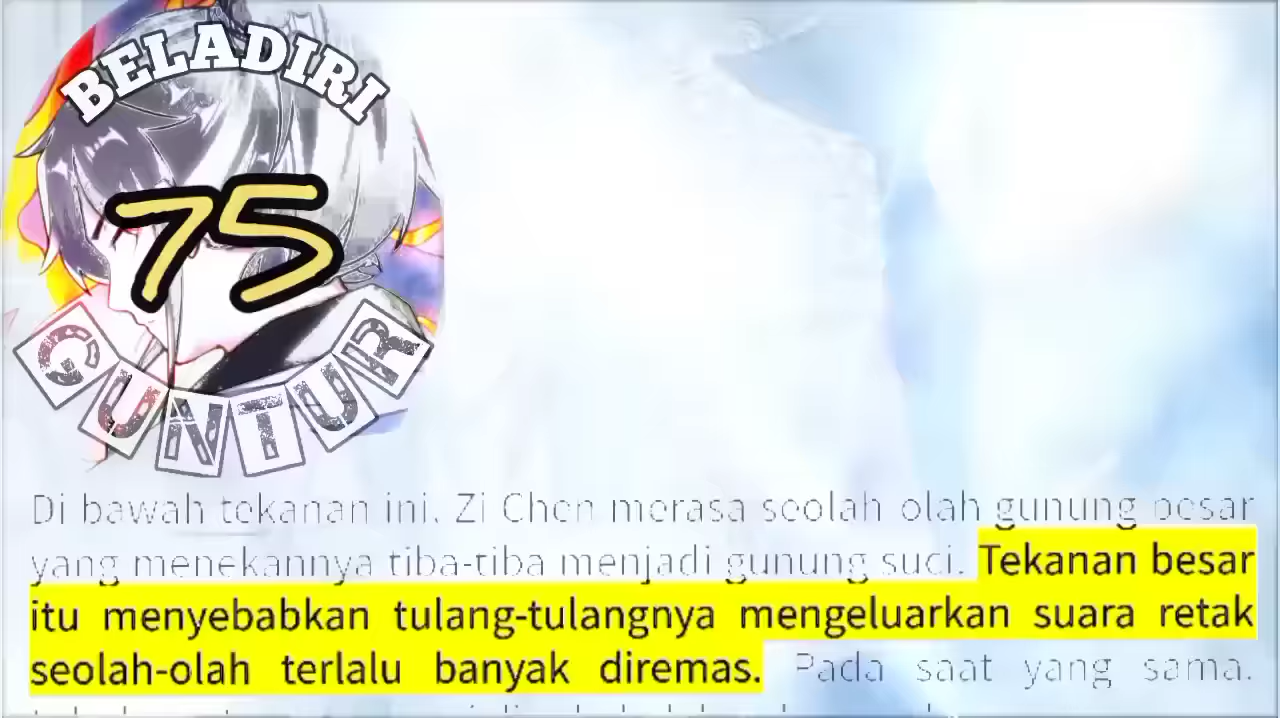 BELADIRI
75
GUNTUR
Di bawah tekanan ini, Zi Chen merasa seolah olah gunung besar
yang menekannya tiba-tiba menjadi gunung suci. Tekanan besar
itu menyebabkan tulang-tulangnya mengeluarkan suara retak
seolah-olah terlalu banyak diremas. Pada saat yang sama.